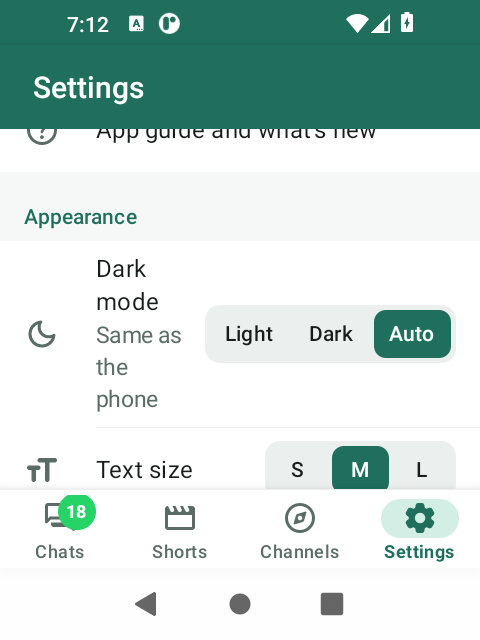 7:12
Settings
App guide and what's new
Appearance
Dark
mode
Same as
the
phone
Light Dark Auto
Text size
S M L
18
Chats Shorts Channels Settings